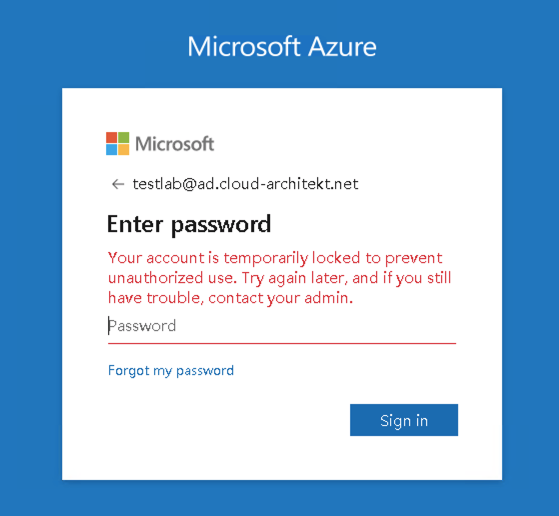 Microsoft Azure
Microsoft
testlab@ad.cloud-architekt.net
Enter password
Your account is temporarily locked to prevent
unauthorized use. Try again later, and if you still
have trouble, contact your admin.
Password
Forgot my password
Sign in